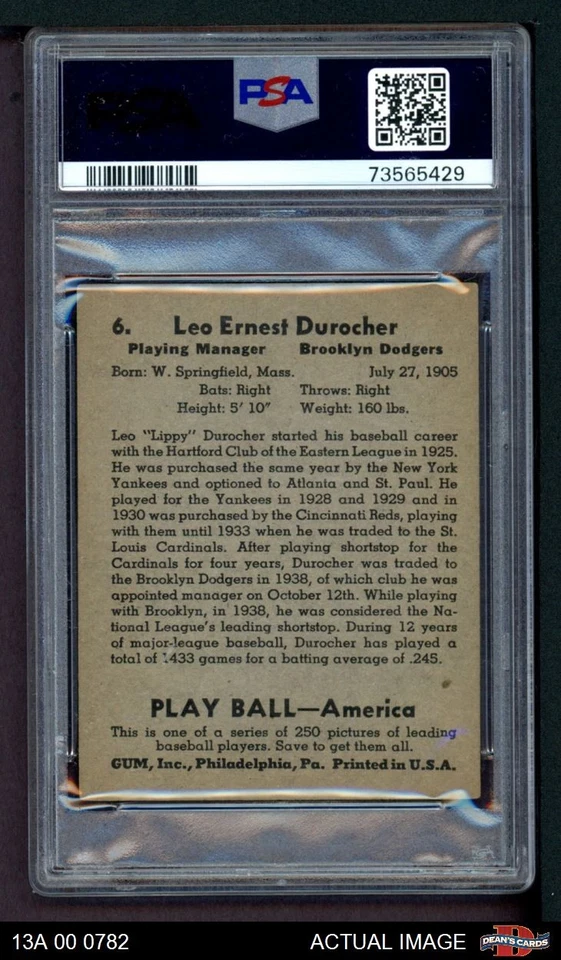 PSA
73565429
6. Leo Ernest Durocher
Playing Manager Brooklyn Dodgers
Born: W. Springfield, Mass. July 27, 1905
Bats: Right Throws: Right
Height: 5' 10" Weight: 160 lbs.
Leo "Lippy" Durocher started his baseball career
with the Hartford Club of the Eastern League in 1925.
He was purchased the same year by the New York
Yankees and optioned to Atlanta and St. Paul. He
played for the Yankees in 1928 and 1929 and in
1930 was purchased by the Cincinnati Reds, playing
with them until 1933 when he was traded to the St.
Louis Cardinals. After playing shortstop for the
Cardinals for four years, Durocher was traded to
the Brooklyn Dodgers in 1938, of which club he was
appointed manager on October 12th. While playing
with Brooklyn, in 1938, he was considered the Na-
tional League's leading shortstop. During 12 years
of major-league baseball, Durocher has played a
total of 1433 games for a batting average of .245.
PLAY BALL—America
This is one of a series of 250 pictures of leading
baseball players. Save to get them all.
GUM, Inc., Philadelphia, Pa. Printed in U.S.A.
13A 00 0782 ACTUAL IMAGE
DEAN'S CARDS